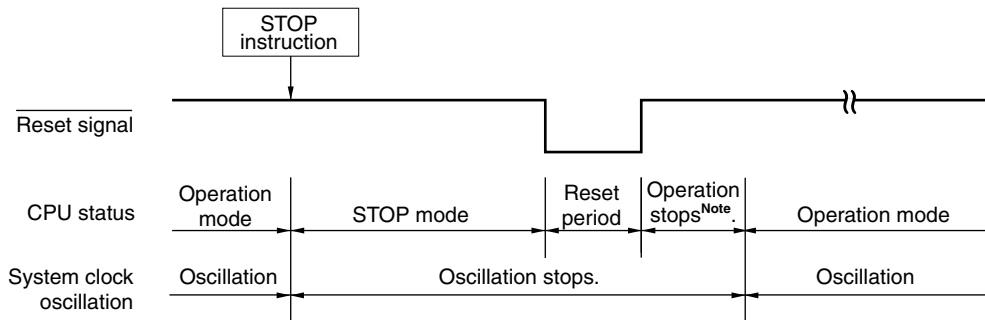 STOP
instruction
Reset signal
CPU status
Operation
mode
STOP mode
Reset
period
Operation
stopsNote.
Operation mode
System clock
oscillation
Oscillation
Oscillation stops.
Oscillation